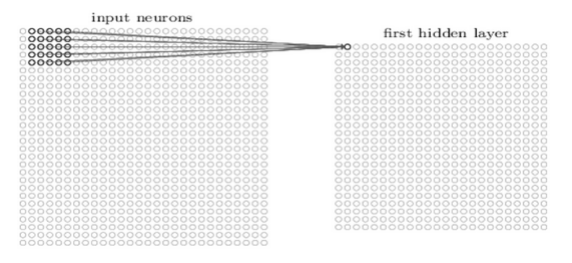 input neurons
first hidden layer